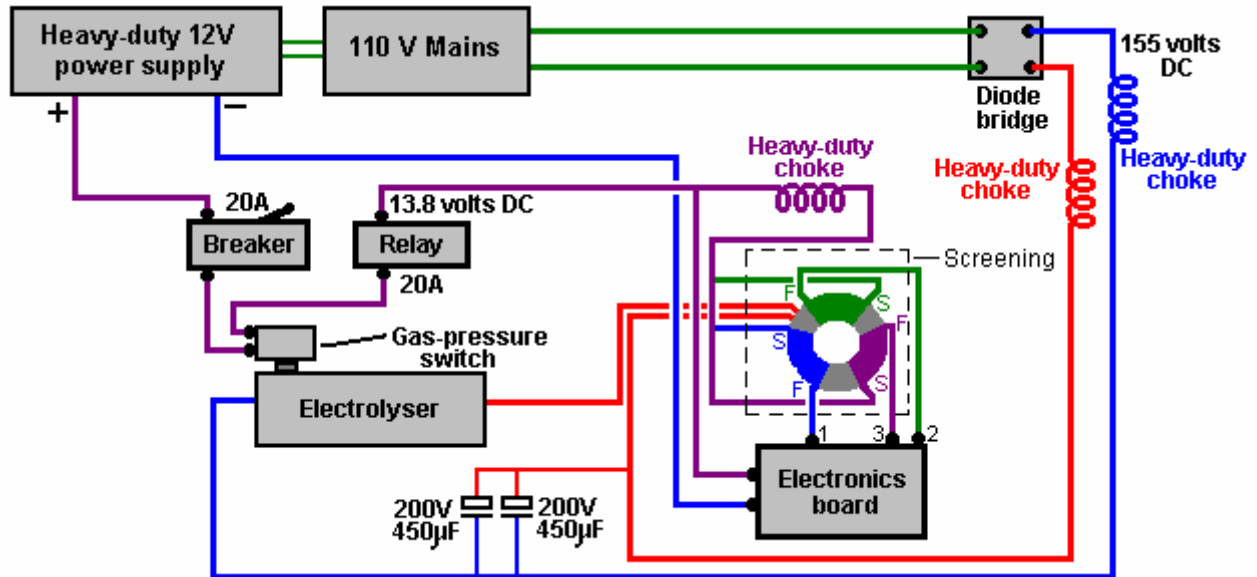 Heavy-duty 12V
power supply
110 V Mains
155 volts
DC
Diode
bridge
+
−
Heavy-duty
choke
Heavy-duty
choke
Heavy-duty
choke
20A
13.8 volts DC
Breaker
Relay
20A
Screening
F
S
F
S
F
S
Gas-pressure
switch
Electrolyser
1
3
2
Electronics
board
200V
450µF
200V
450µF